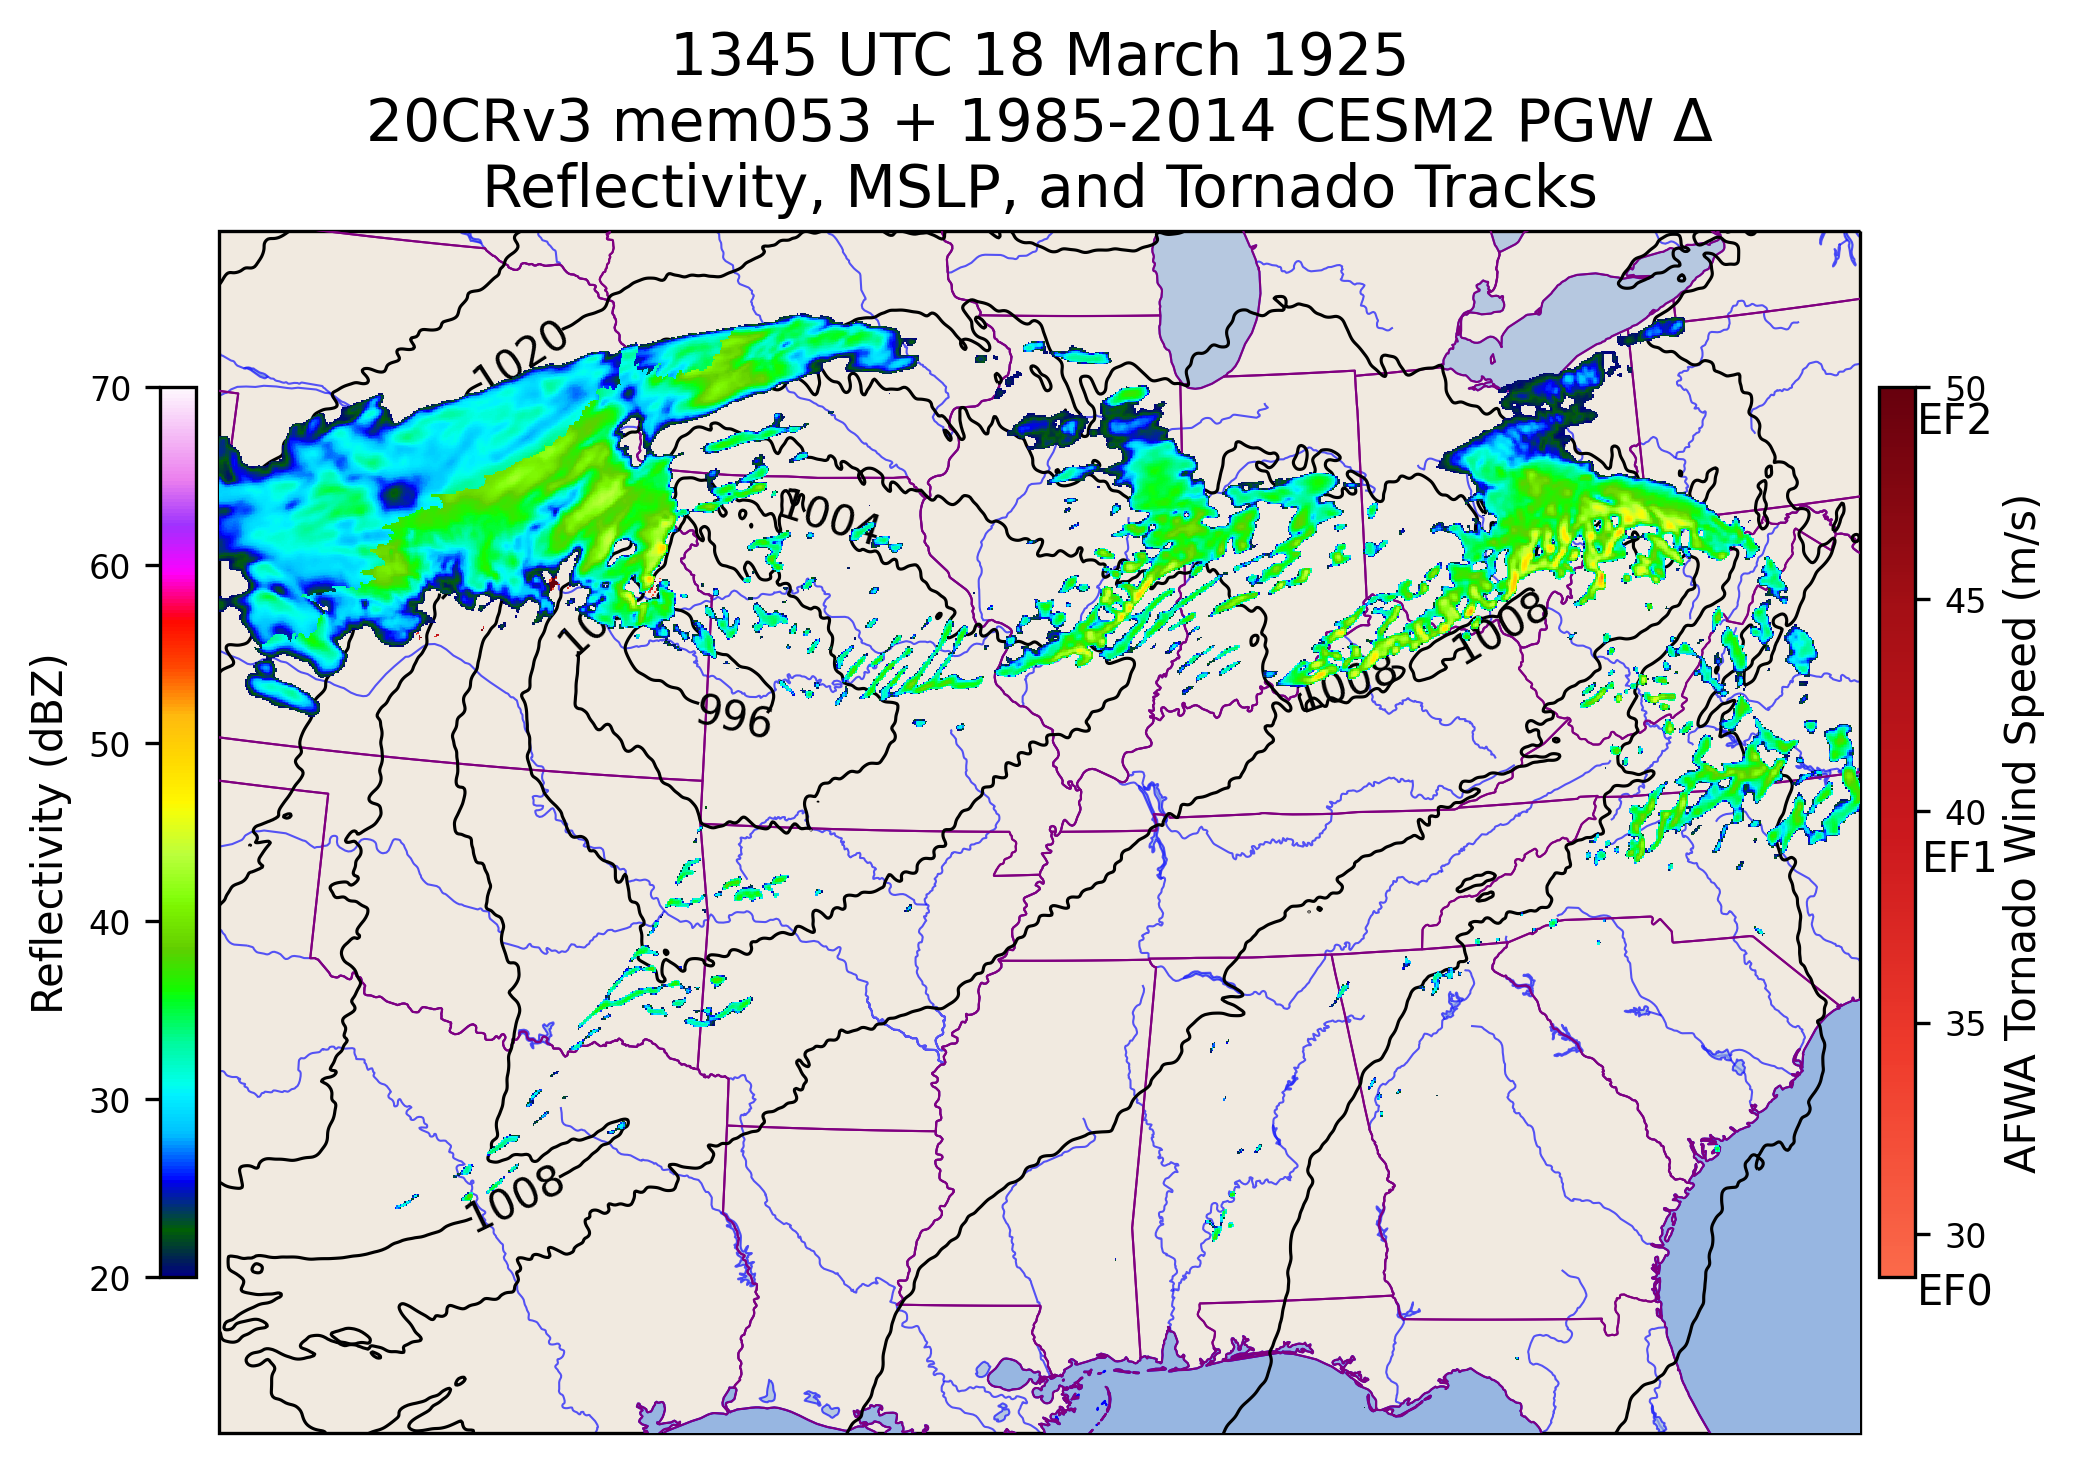 1345 UTC 18 March 1925
20CRv3 mem053 + 1985-2014 CESM2 PGW Δ
Reflectivity, MSLP, and Tornado Tracks
1020
1004
10
996
1008
1008
1008
70
60
50
40
30
20
Reflectivity (dBZ)
50
EF2
45
40
EF1
35
30
EF0
AFWA Tornado Wind Speed (m/s)